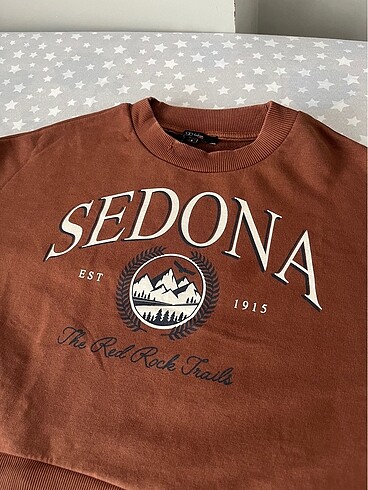 SEDONA
EST
1915
The Red Rock Trails